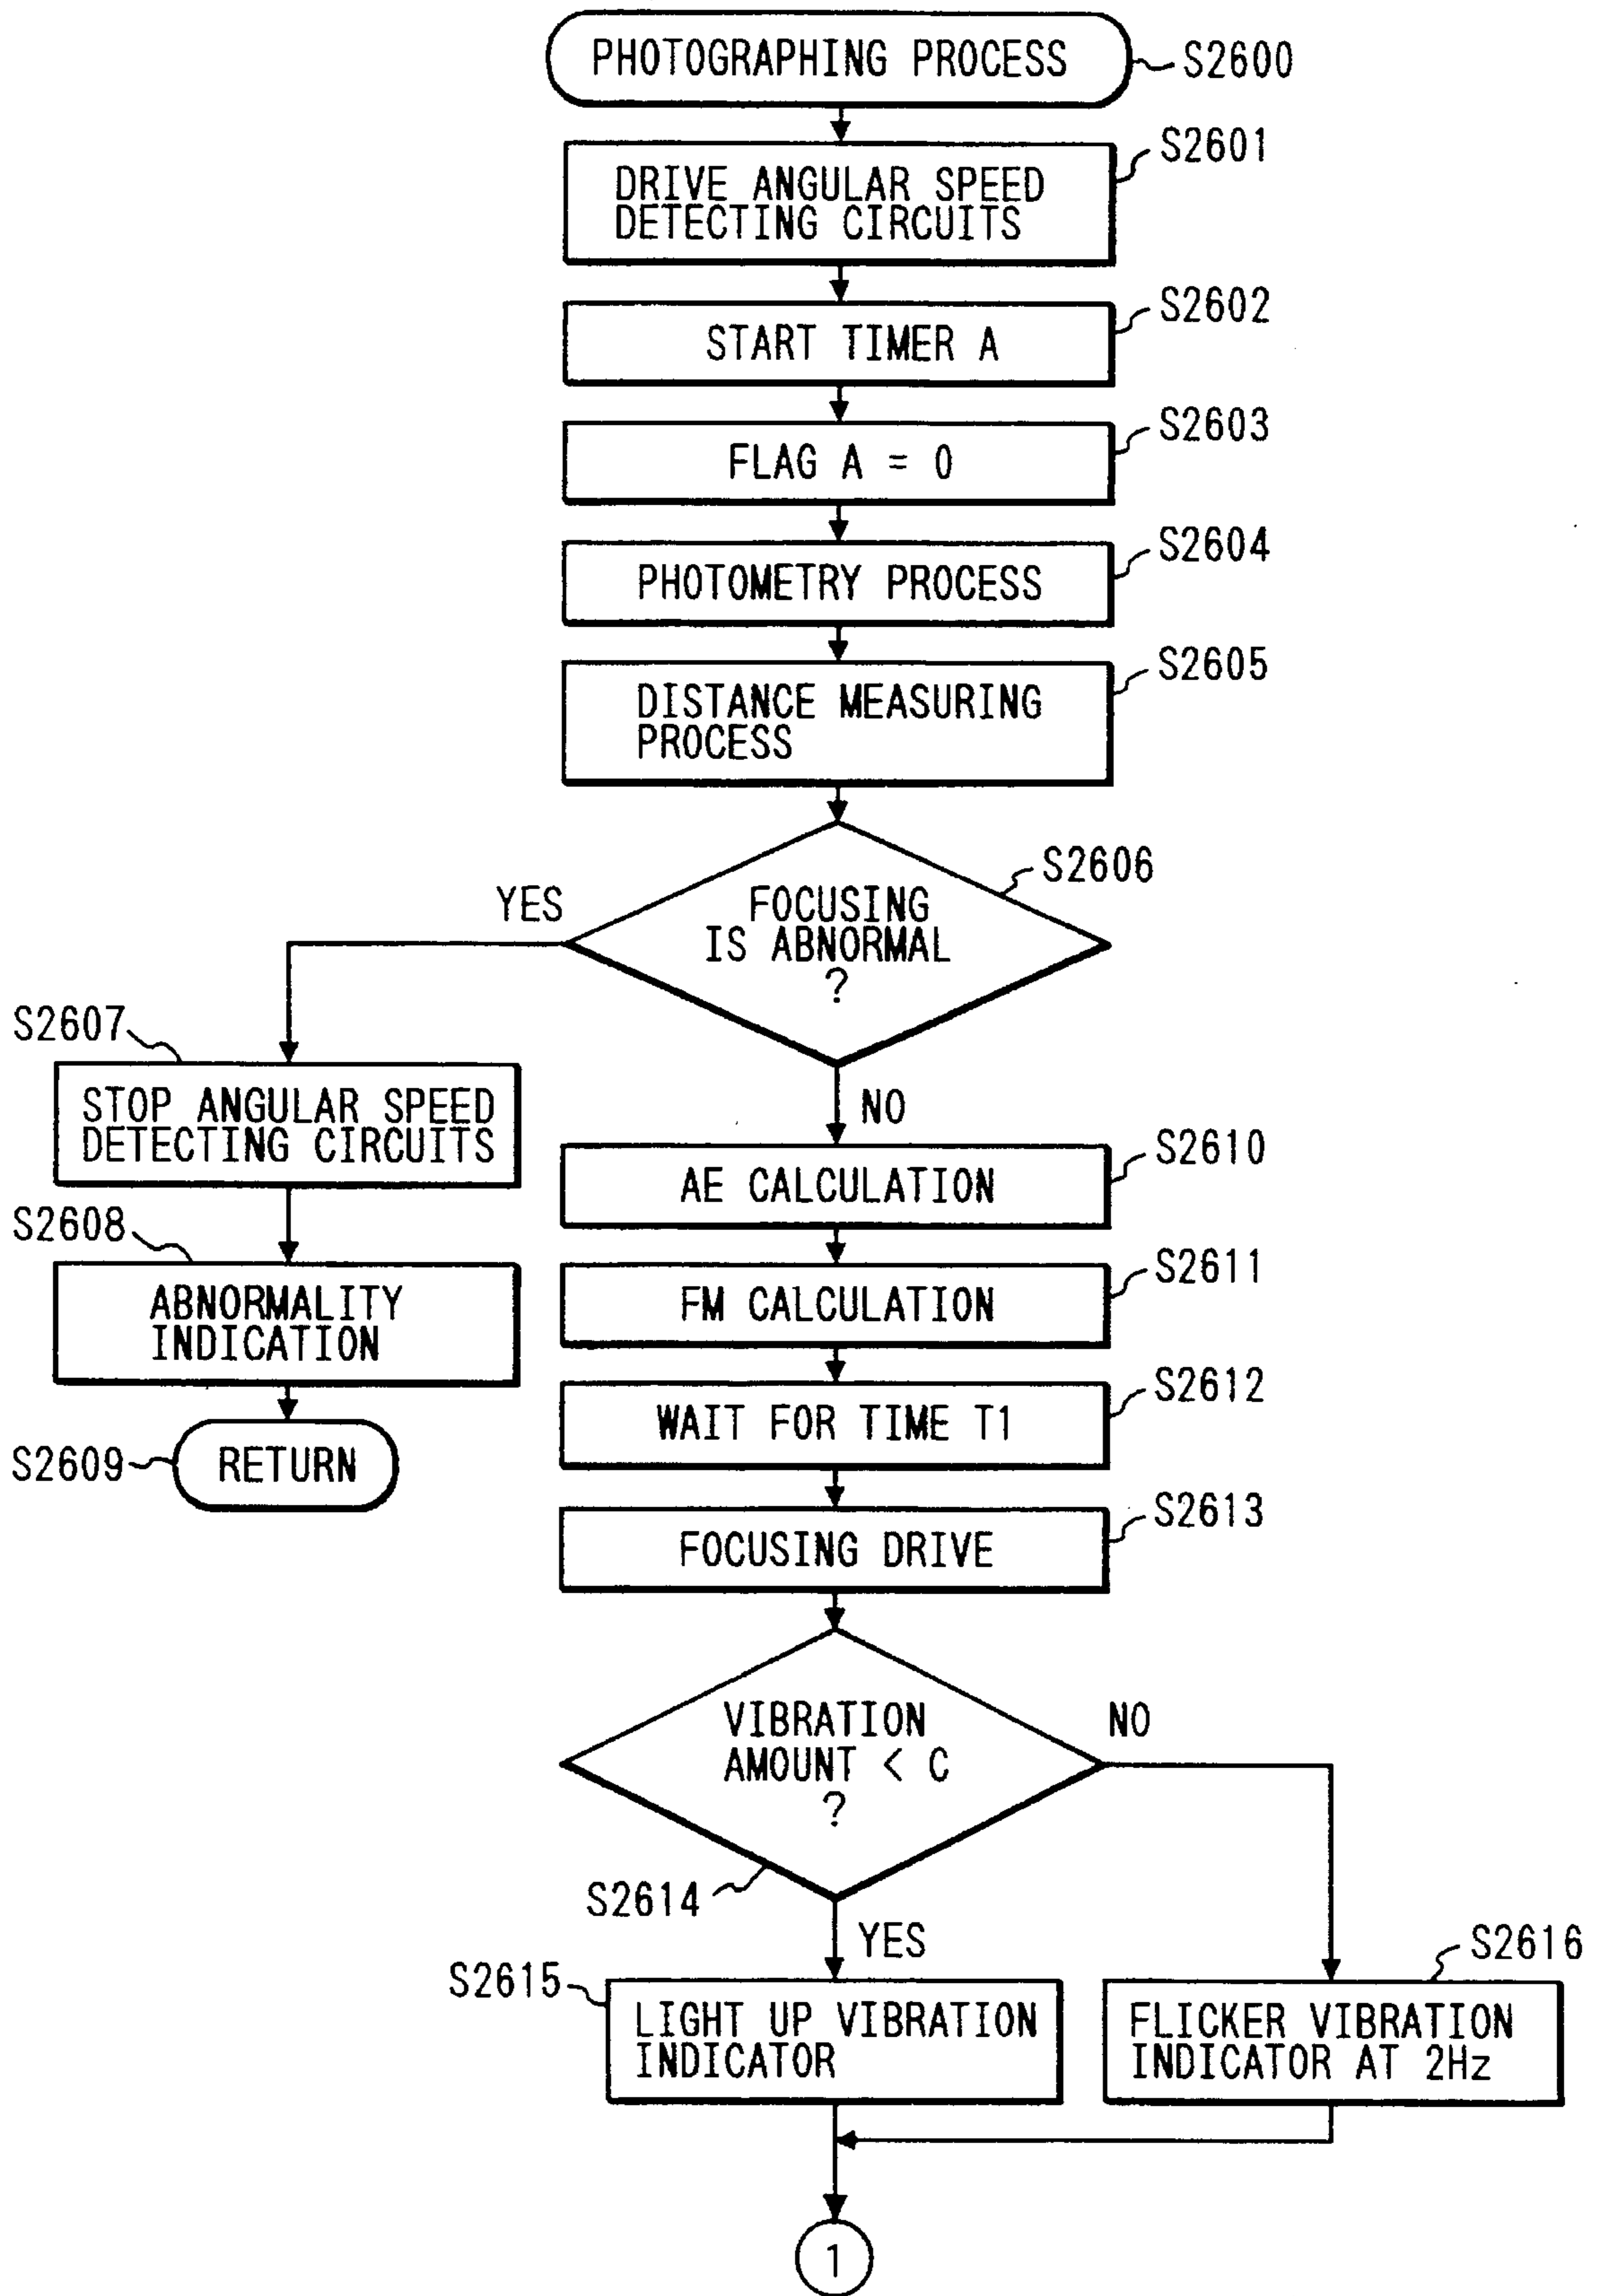 PHOTOGRAPHING PROCESS
S2600
DRIVE ANGULAR SPEED
DETECTING CIRCUITS
S2601
START TIMER A
S2602
FLAG A = 0
S2603
PHOTOMETRY PROCESS
S2604
DISTANCE MEASURING
PROCESS
S2605
FOCUSING
IS ABNORMAL
?
S2606
YES
NO
S2607
STOP ANGULAR SPEED
DETECTING CIRCUITS
S2608
ABNORMALITY
INDICATION
S2609
RETURN
AE CALCULATION
S2610
FM CALCULATION
S2611
WAIT FOR TIME T1
S2612
FOCUSING DRIVE
S2613
VIBRATION
AMOUNT < C
?
NO
S2614
YES
S2615
LIGHT UP VIBRATION
INDICATOR
S2616
FLICKER VIBRATION
INDICATOR AT 2Hz
1